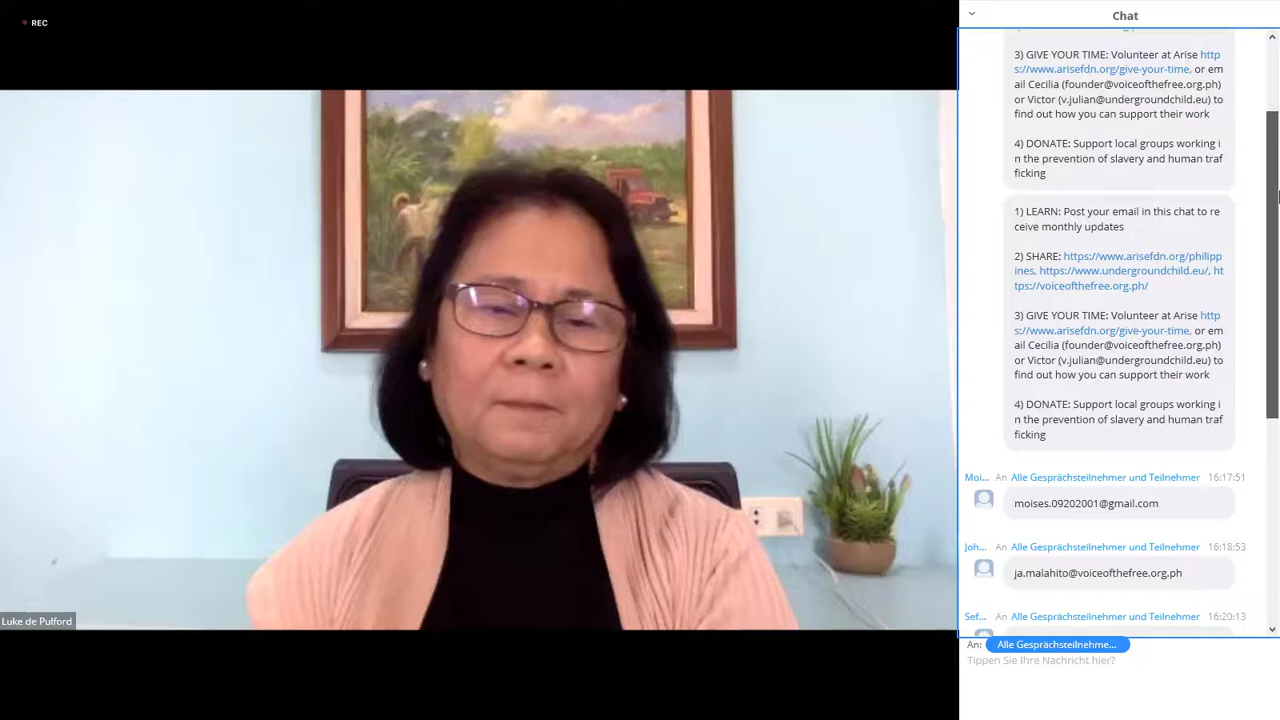 REC
Chat
3) GIVE YOUR TIME: Volunteer at Arise http
s://www.arisefdn.org/give-your-time, or em
ail Cecilia (founder@voiceofthefree.org.ph)
or Victor (v.julian@undergroundchild.eu) to
find out how you can support their work
4) DONATE: Support local groups working i
n the prevention of slavery and human traf
ficking
1) LEARN: Post your email in this chat to re
ceive monthly updates
2) SHARE: https://www.arisefdn.org/philipp
ines, https://www.undergroundchild.eu/, ht
tps://voiceofthefree.org.ph/
3) GIVE YOUR TIME: Volunteer at Arise http
s://www.arisefdn.org/give-your-time, or em
ail Cecilia (founder@voiceofthefree.org.ph)
or Victor (v.julian@undergroundchild.eu) to
find out how you can support their work
4) DONATE: Support local groups working i
n the prevention of slavery and human traf
ficking
Moi... An Alle Gesprächsteilnehmer und Teilnehmer 16:17:51
moises.09202001@gmail.com
Joh... An Alle Gesprächsteilnehmer und Teilnehmer 16:18:53
ja.malahito@voiceofthefree.org.ph
Sef... An Alle Gesprächsteilnehmer und Teilnehmer 16:20:13
Luke de Pulford
An: Alle Gesprächsteilnehme...
Tippen Sie Ihre Nachricht hier?